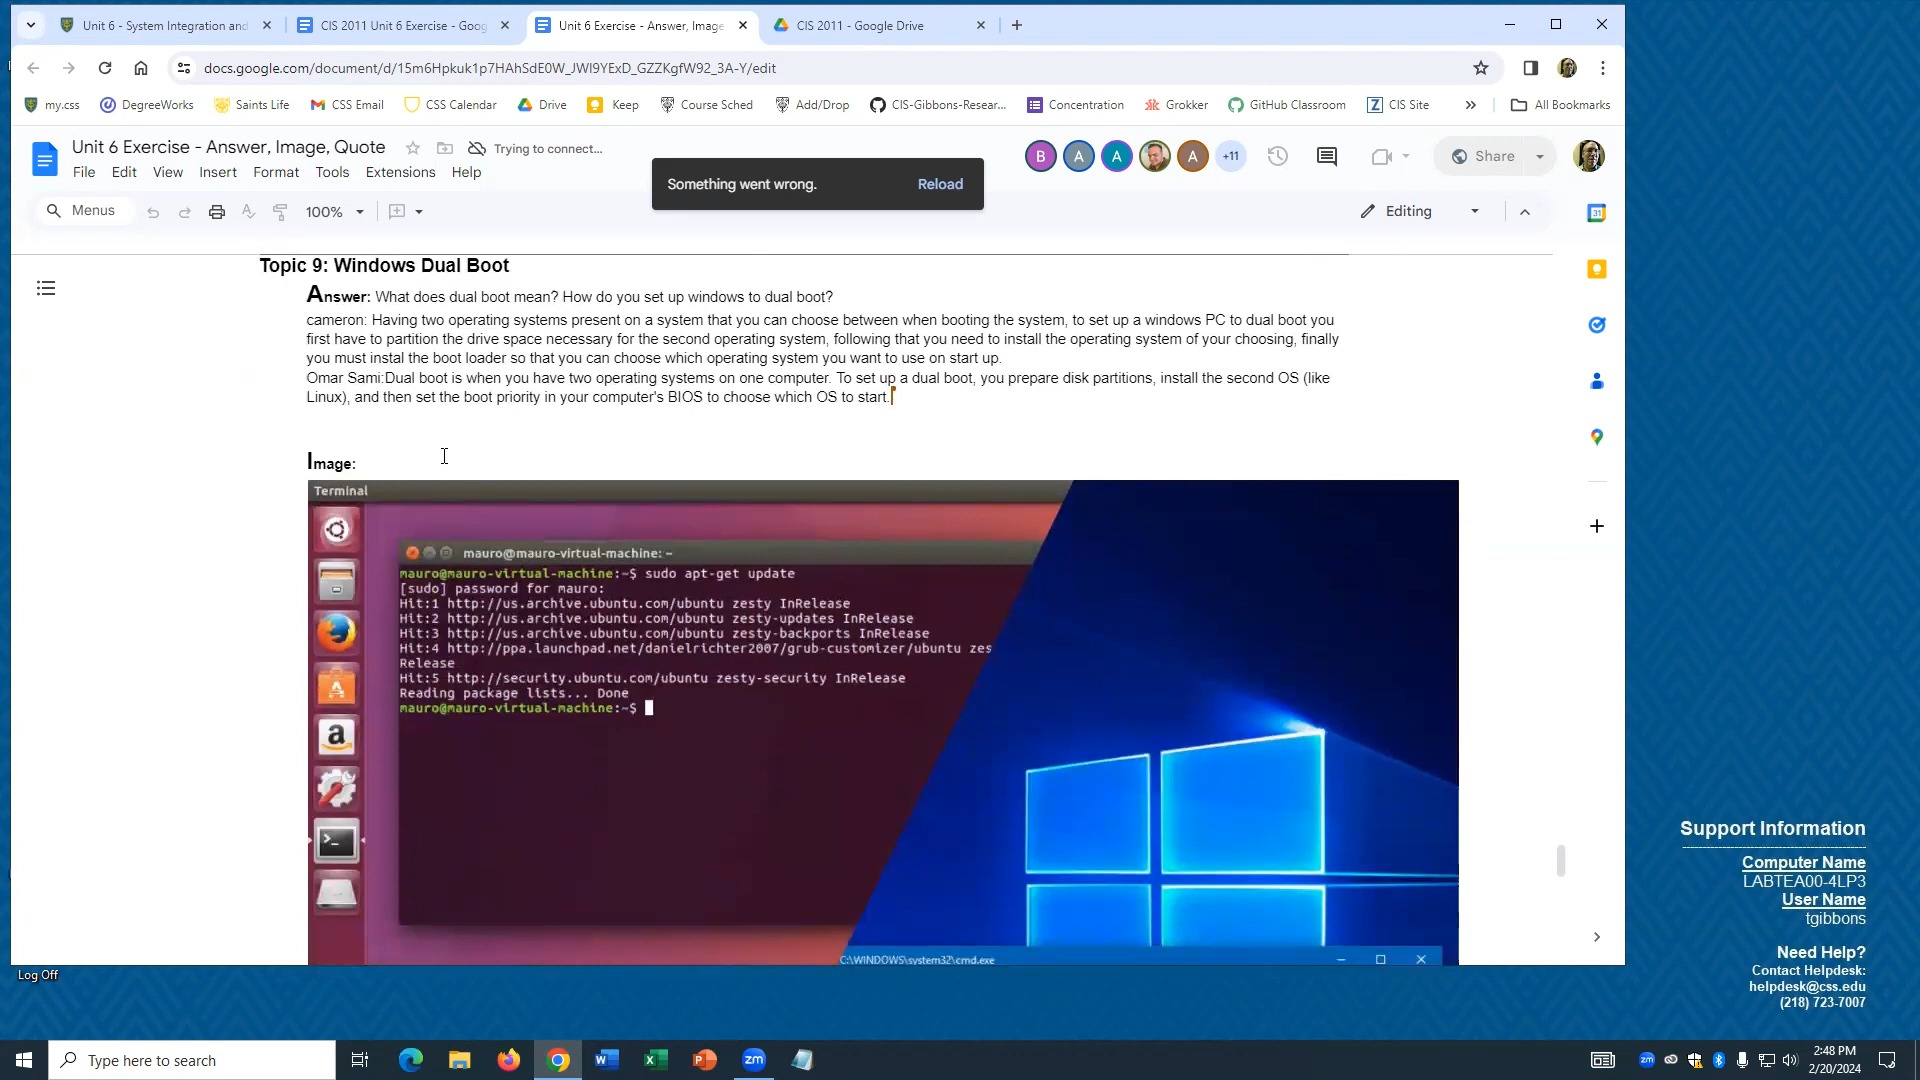 Unit 6 - System Integration and
CIS 2011 Unit 6 Exercise - Goog
Unit 6 Exercise - Answer, Image
CIS 2011 - Google Drive
docs.google.com/document/d/15m6Hpkuk1p7HAhSdE0W_JWl9YExD_GZZKgfW92_3A-Y/edit
my.css
DegreeWorks
Saints Life
CSS Email
CSS Calendar
Drive
Keep
Course Sched
Add/Drop
CIS-Gibbons-Resear...
Concentration
Grokker
GitHub Classroom
CIS Site
All Bookmarks
Unit 6 Exercise - Answer, Image, Quote
Trying to connect...
File Edit View Insert Format Tools Extensions Help
Something went wrong. Reload
B A A A +11
Share
Menus
100%
Editing
Topic 9: Windows Dual Boot
Answer: What does dual boot mean? How do you set up windows to dual boot?
cameron: Having two operating systems present on a system that you can choose between when booting the system, to set up a windows PC to dual boot you
first have to partition the drive space necessary for the second operating system, following that you need to install the operating system of your choosing, finally
you must instal the boot loader so that you can choose which operating system you want to use on start up.
Omar Sami:Dual boot is when you have two operating systems on one computer. To set up a dual boot, you prepare disk partitions, install the second OS (like
Linux), and then set the boot priority in your computer's BIOS to choose which OS to start.
Image:
Terminal
mauro@mauro-virtual-machine: ~
mauro@mauro-virtual-machine:~$ sudo apt-get update
[sudo] password for mauro:
Hit:1 http://us.archive.ubuntu.com/ubuntu zesty InRelease
Hit:2 http://us.archive.ubuntu.com/ubuntu zesty-updates InRelease
Hit:3 http://us.archive.ubuntu.com/ubuntu zesty-backports InRelease
Hit:4 http://ppa.launchpad.net/danielrichter2007/grub-customizer/ubuntu zes
Release
Hit:5 http://security.ubuntu.com/ubuntu zesty-security InRelease
Reading package lists... Done
mauro@mauro-virtual-machine:~$
C:\WINDOWS\system32\cmd.exe
Support Information
Computer Name
LABTEA00-4LP3
User Name
tgibbons
Need Help?
Contact Helpdesk:
helpdesk@css.edu
(218) 723-7007
Log Off
Type here to search
2:48 PM
2/20/2024